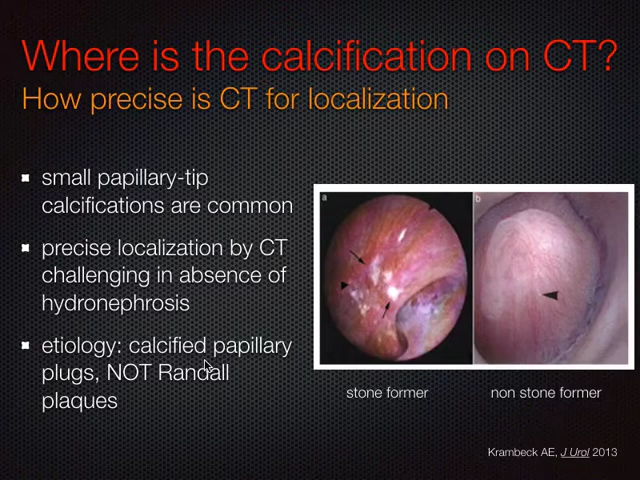 Where is the calcification on CT?
How precise is CT for localization
small papillary-tip
calcifications are common
precise localization by CT
challenging in absence of
hydronephrosis
etiology: calcified papillary
plugs, NOT Randall
plaques
a
b
stone former
non stone former
Krambeck AE, J Urol 2013